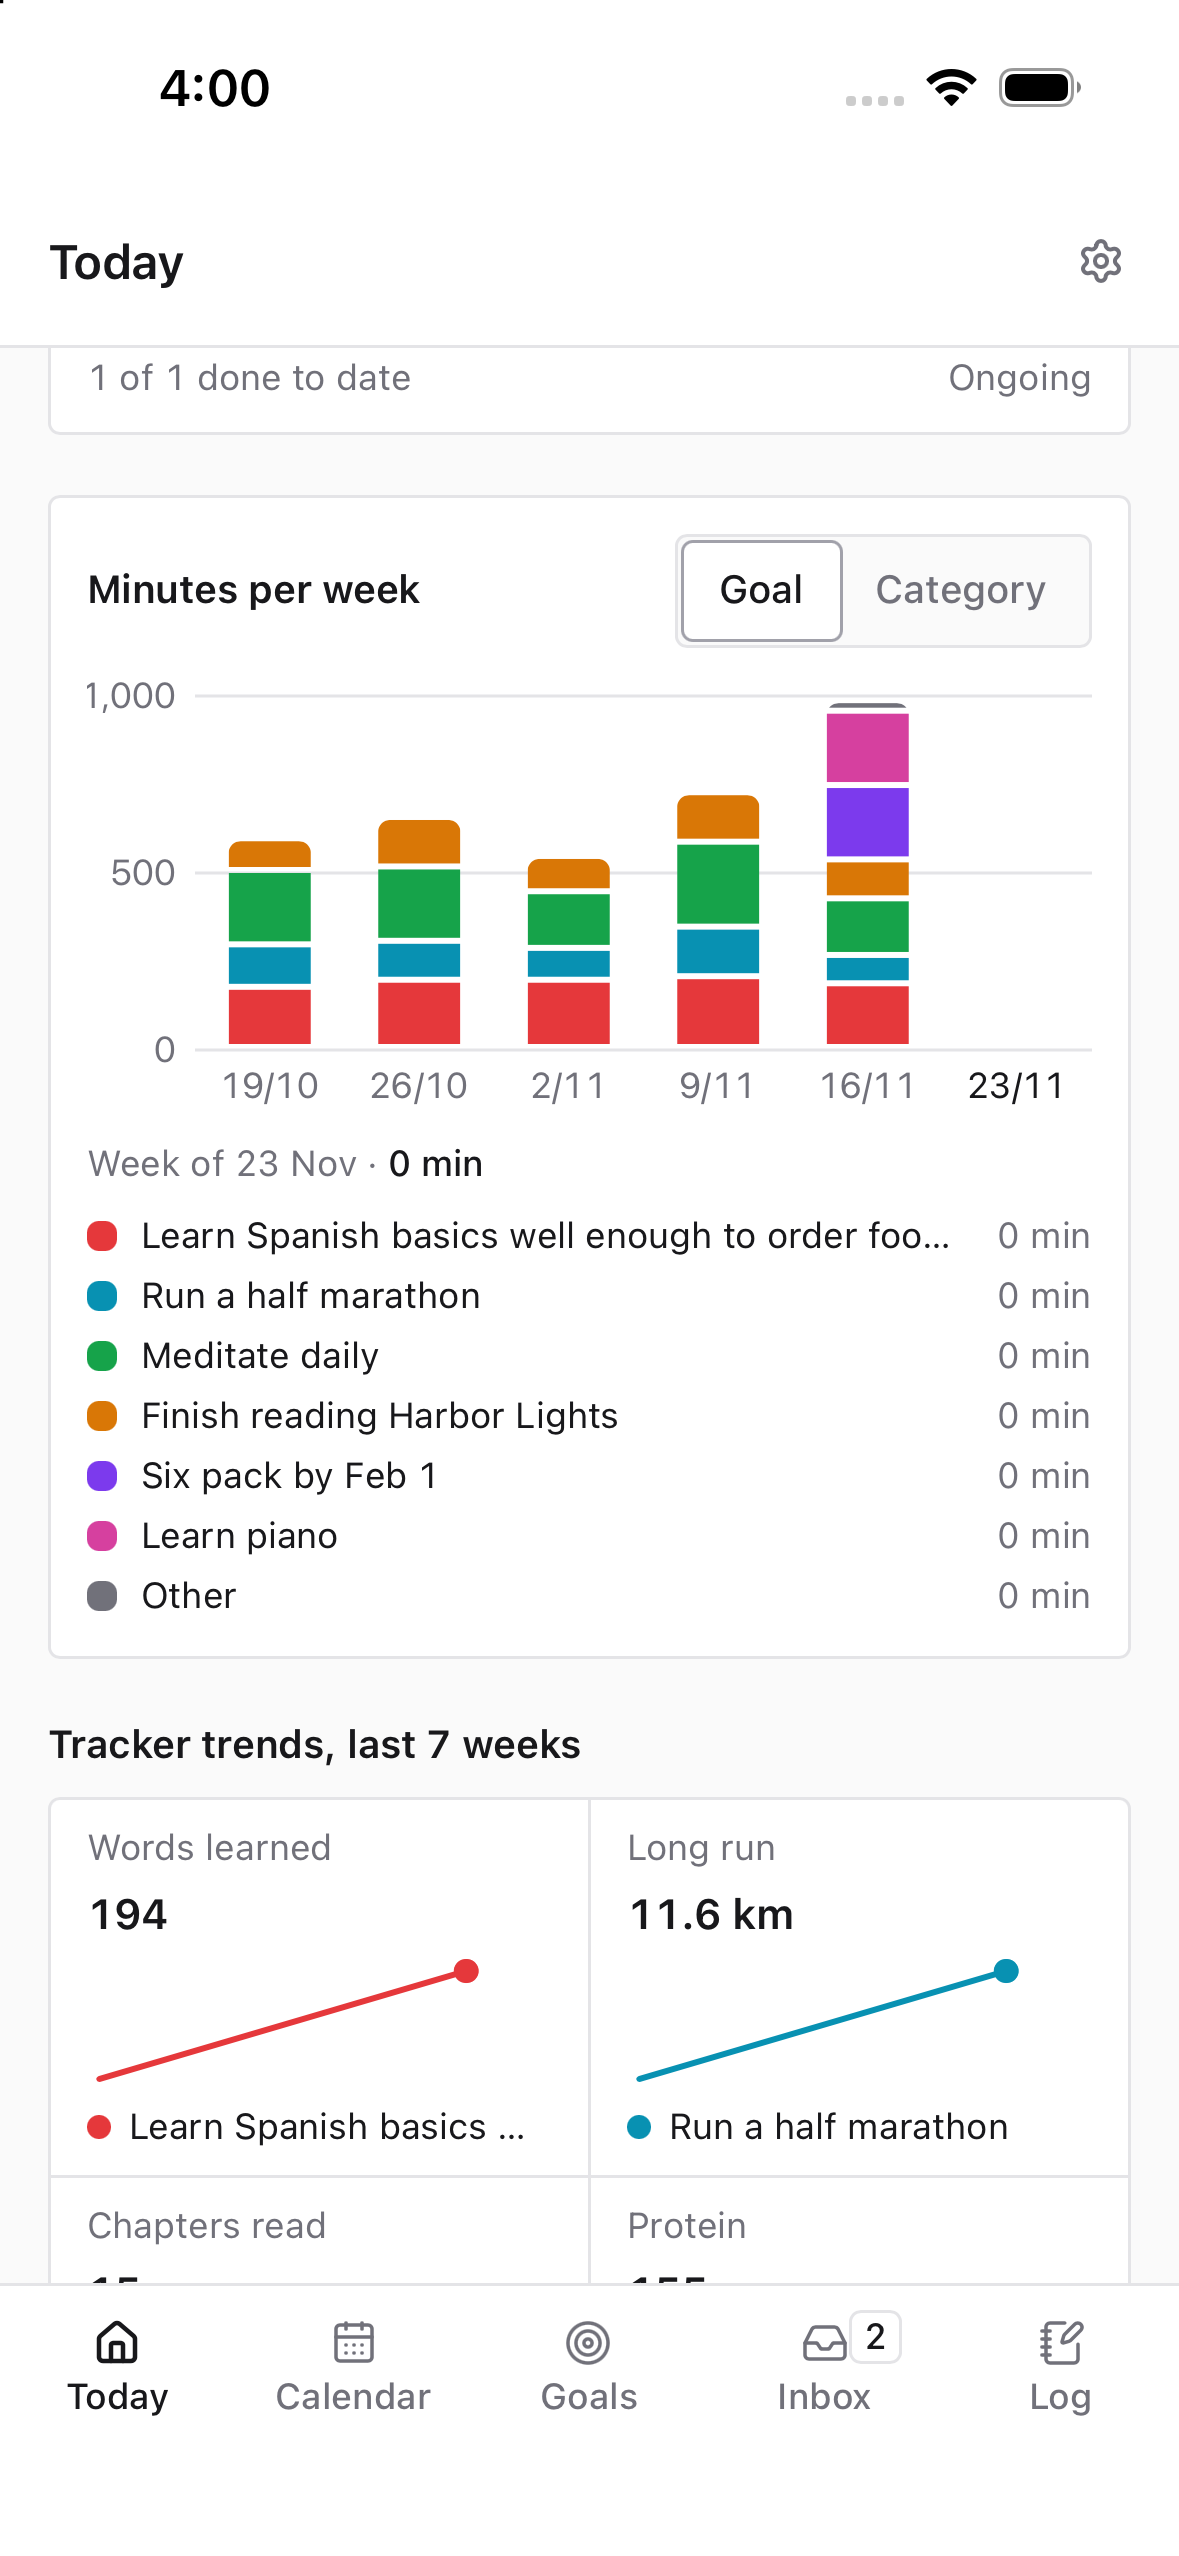 4:00
Today
1 of 1 done to date
Ongoing
Minutes per week
Goal
Category
1,000
500
0
19/10
26/10
2/11
9/11
16/11
23/11
Week of 23 Nov · 0 min
Learn Spanish basics well enough to order foo... 0 min
Run a half marathon 0 min
Meditate daily 0 min
Finish reading Harbor Lights 0 min
Six pack by Feb 1 0 min
Learn piano 0 min
Other 0 min
Tracker trends, last 7 weeks
Words learned
194
Learn Spanish basics ...
Long run
11.6 km
Run a half marathon
Chapters read
Protein
Today
Calendar
Goals
Inbox
2
Log